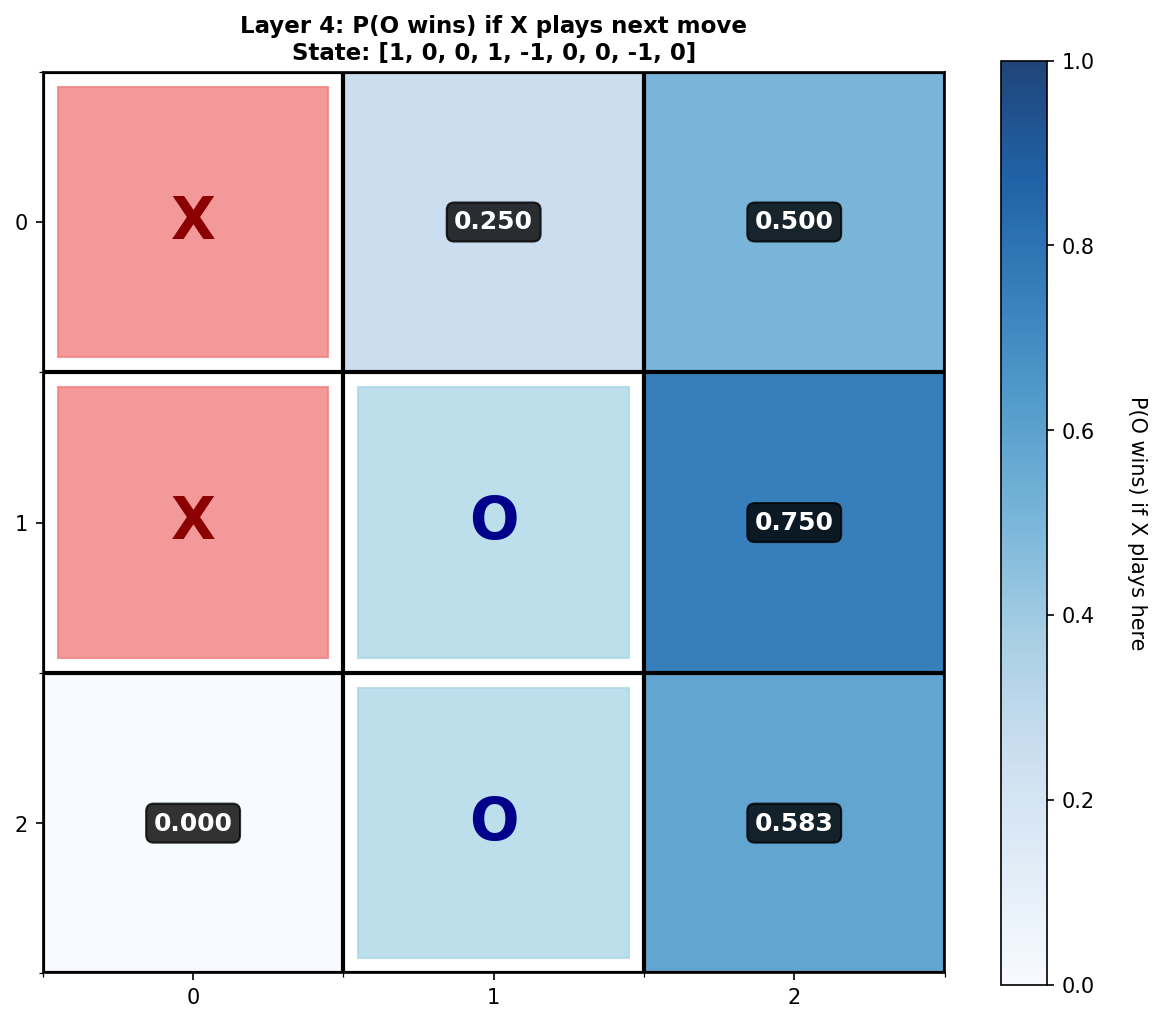 Layer 4: P(O wins) if X plays next move
State: [1, 0, 0, 1, -1, 0, 0, -1, 0]
X
0.250
0.500
X
O
0.750
0.000
O
0.583
0
1
2
0
1
2
1.0
0.8
0.6
0.4
0.2
0.0
P(O wins) if X plays here